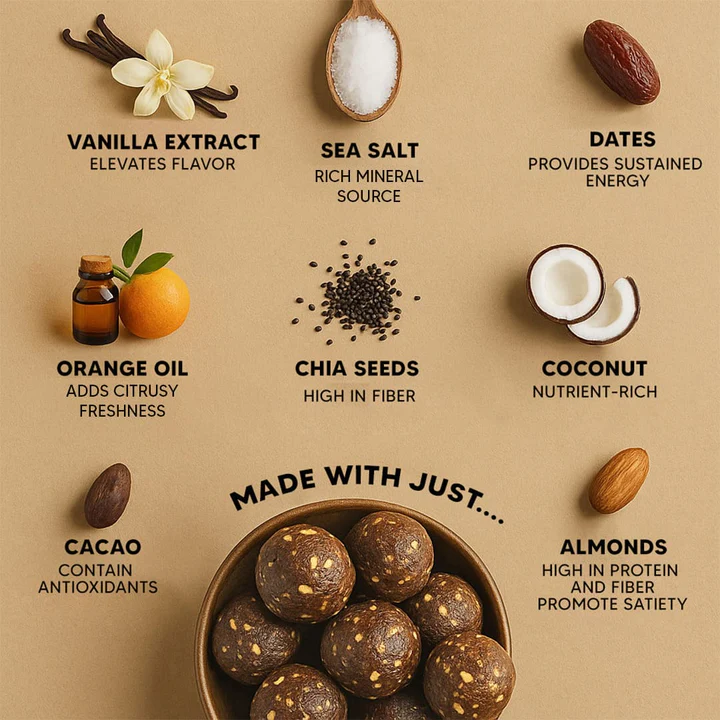 VANILLA EXTRACT
ELEVATES FLAVOR
SEA SALT
RICH MINERAL
SOURCE
DATES
PROVIDES SUSTAINED
ENERGY
ORANGE OIL
ADDS CITRUSY
FRESHNESS
CHIA SEEDS
HIGH IN FIBER
COCONUT
NUTRIENT-RICH
CACAO
CONTAIN
ANTIOXIDANTS
MADE WITH JUST....
ALMONDS
HIGH IN PROTEIN
AND FIBER
PROMOTE SATIETY